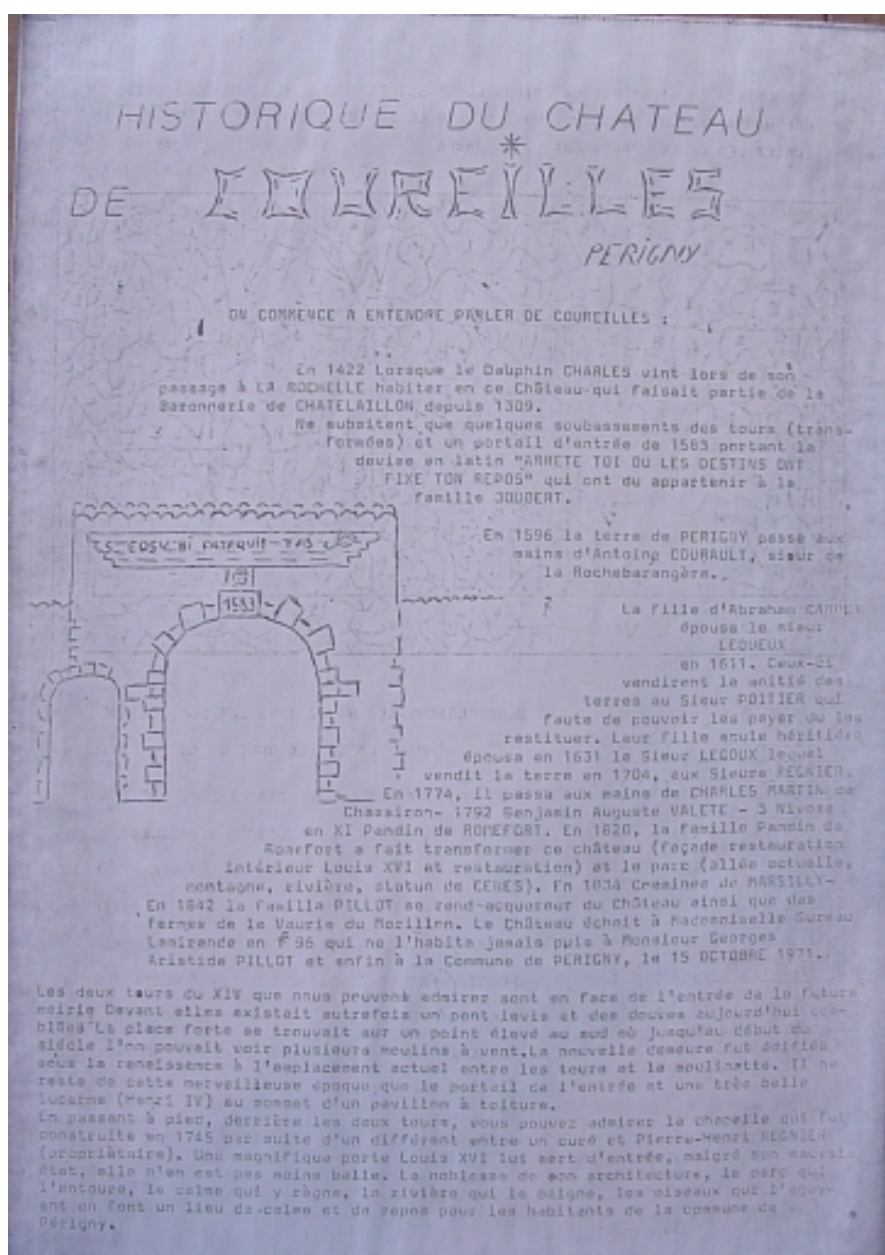 HISTORIQUE DU CHATEAU
DE COUREILLES
PERIGNY
ON COMMENCE A ENTENDRE PARLER DE COUREILLES :
En 1422 Lorsque le Dauphin CHARLES vint lors de son
passage à LA ROCHELLE habiter en ce Château qui faisait partie de la
Baronnerie de CHATELAILLON depuis 1309.
Ne subsitent que quelques soubassements des tours (trans-
formées) et un portail d'entrée de 1583 portant la
devise en latin "ARRETE TOI OU LES DESTINS ONT
FIXE TON REPOS" qui ont du appartenir à la
famille JOUBERT.
1583
En 1596 la terre de PERIGNY passe aux
mains d'Antoine COURAULT, sieur de
la Rochebarangère.
La fille d'Abraham
épousa le sieur
LEQUEUX
en 1611. Ceux-ci
vendirent la moitié des
terres au Sieur POITIER qui
faute de pouvoir les payer du les
restituer. Leur fille seule héritière
épousa en 1631 le Sieur LEGOUX lequel
vendit la terre en 1704, aux Sieurs REGNIER.
En 1774, il passa aux mains de CHARLES MARTIN de
Chassiron- 1792 Benjamin Auguste VALETE - 3 Nivose
an XI Pandin de ROMEFORT. En 1820, la famille Pandin de
Romefort a fait transformer ce château (façade restauration
intérieur Louis XVI et restauration) et le parc (allée actuelle,
montagne, rivière, statue de CERES). En 1834 de MARSILLY-
En 1842 la famille PILLOT se rend acquereur du Château ainsi que des
fermes de la Vaurie du Morillon. Le Château échoit à Mademoiselle Sureau
Lamirande en 96 qui ne l'habita jamais puis à Monsieur Georges
Aristide PILLOT et enfin à la Commune de PERIGNY, le 15 OCTOBRE 1971.
Les deux tours du XIV que nous pouvons admirer sont en face de l'entrée de la future
mairie Devant elles existait autrefois un pont levis et des douves aujourd'hui com-
blées La place forte se trouvait sur un point élevé au sud où jusqu'au début du
siècle l'on pouvait voir plusieurs moulins à vent.La nouvelle demeure fut édifiée
sous la renaissence à l'emplacement actuel entre les tours et la moulinette. Il ne
reste de cette merveilleuse époque que le portail de l'entrée et une très belle
lucarne (Henri IV) au sommet d'un pavillon à toiture.
En passant à pied, derrière les deux tours, vous pouvez admirer la chapelle qui fut
construite en 1745 par suite d'un différent entre un curé et Pierre-Henri REGNIER
(propriètaire). Une magnifique porte Louis XVI lui sert d'entrée, malgré son mauvais
état, elle n'en est pas moins belle. La noblesse de son architecture, le parc qui
l'entoure, le calme qui y règne, la rivière qui le baigne, les oiseaux qui l'égay-
ent en font un lieu de calme et de repos pour les habitants de la commune de
Périgny.